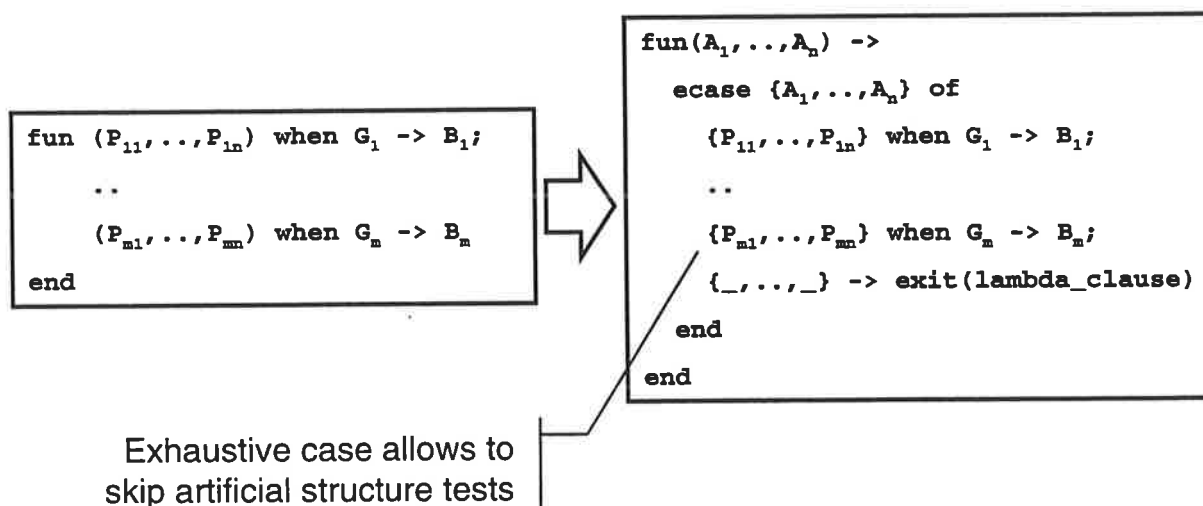 fun (P₁₁,..,P₁ₙ) when G₁ -> B₁;
..
(Pₘ₁,..,Pₘₙ) when Gₘ -> Bₘ
end
fun(A₁,..,Aₙ) ->
ecase {A₁,..,Aₙ} of
{P₁₁,..,P₁ₙ} when G₁ -> B₁;
..
{Pₘ₁,..,Pₘₙ} when Gₘ -> Bₘ;
{_,..,_} -> exit(lambda_clause)
end
end
Exhaustive case allows to
skip artificial structure tests